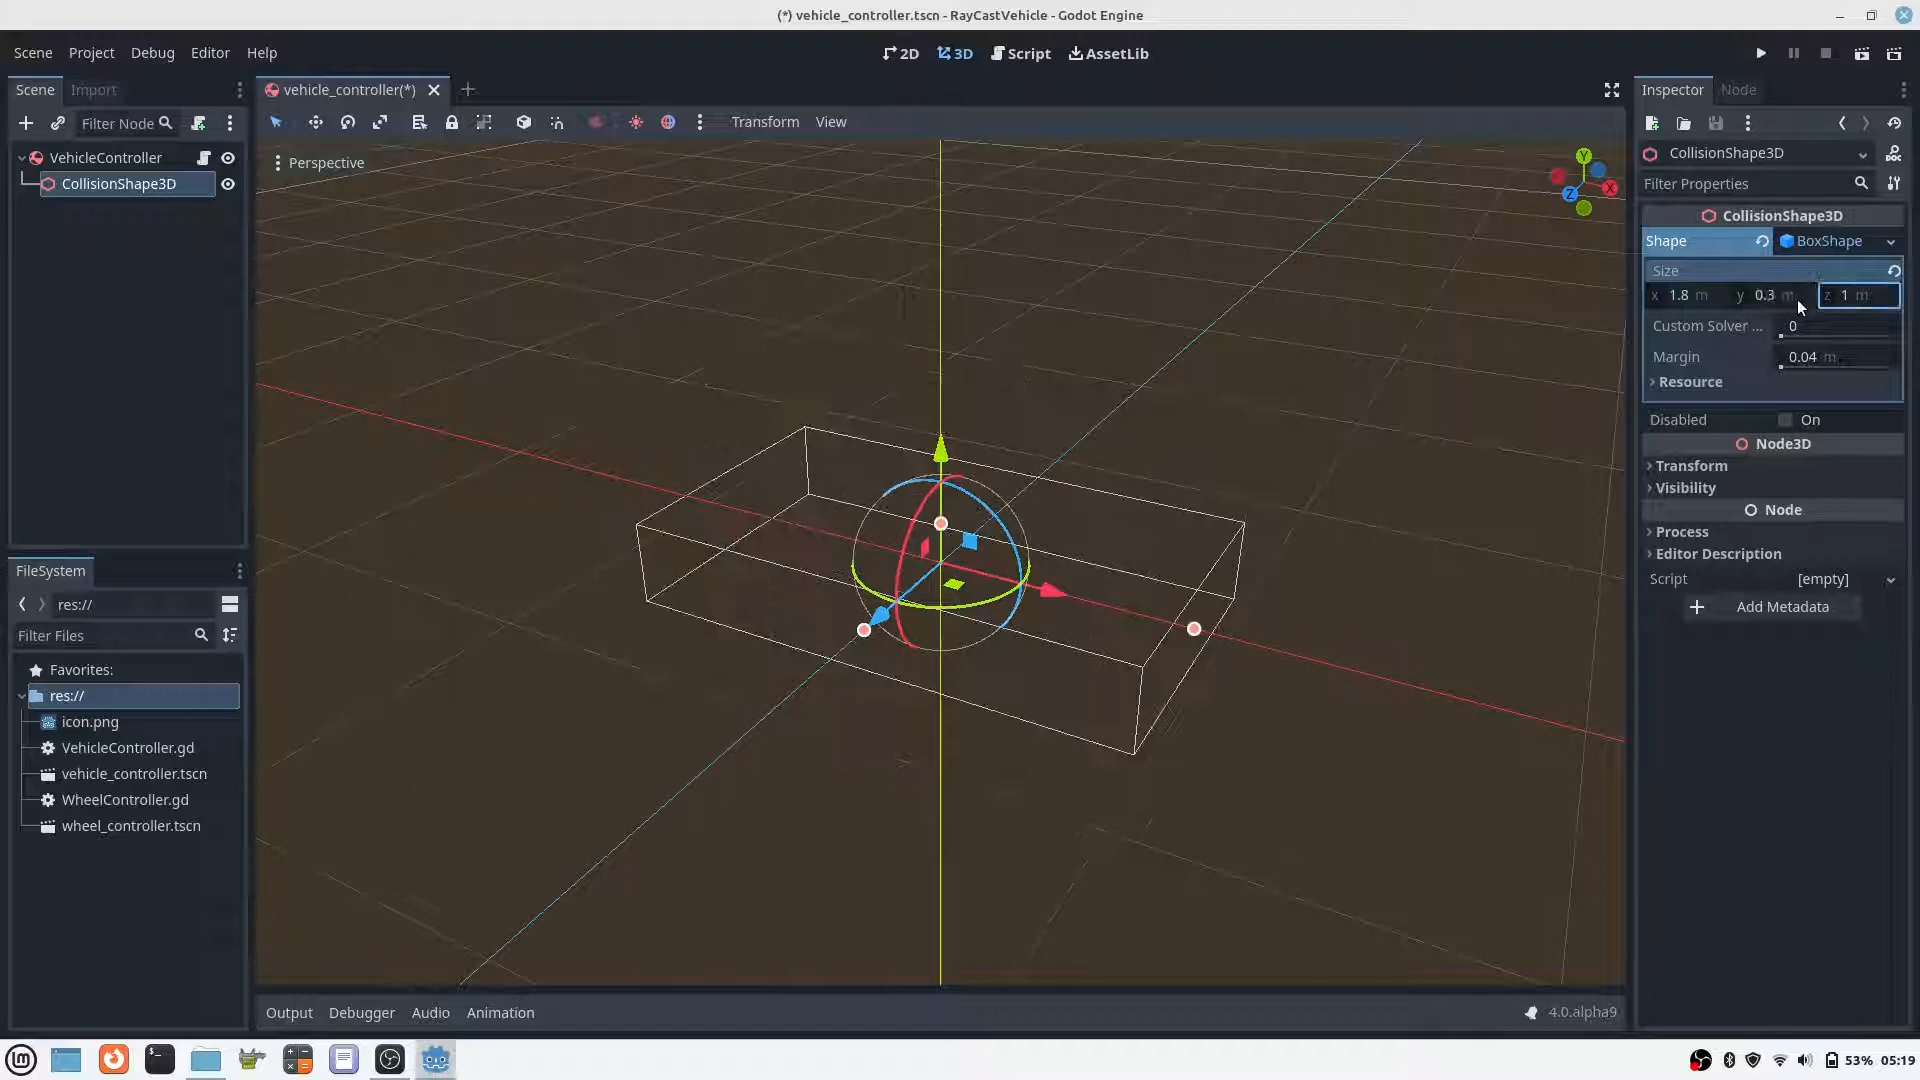 (*) vehicle_controller.tscn - RayCastVehicle - Godot Engine
Scene Project Debug Editor Help
2D 3D Script AssetLib
Scene Import
vehicle_controller(*)
Inspector Node
Filter Node
Transform View
VehicleController
CollisionShape3D
Perspective
Y
X
Z
CollisionShape3D
Filter Properties
CollisionShape3D
Shape BoxShape
Size
x 1.8 m y 0.3 m z 1 m
Custom Solver ... 0
Margin 0.04 m
Resource
Disabled On
Node3D
Transform
Visibility
Node
Process
Editor Description
Script [empty]
Add Metadata
FileSystem
res://
Filter Files
Favorites:
res://
icon.png
VehicleController.gd
vehicle_controller.tscn
WheelController.gd
wheel_controller.tscn
Output Debugger Audio Animation
4.0.alpha9
53% 05:19